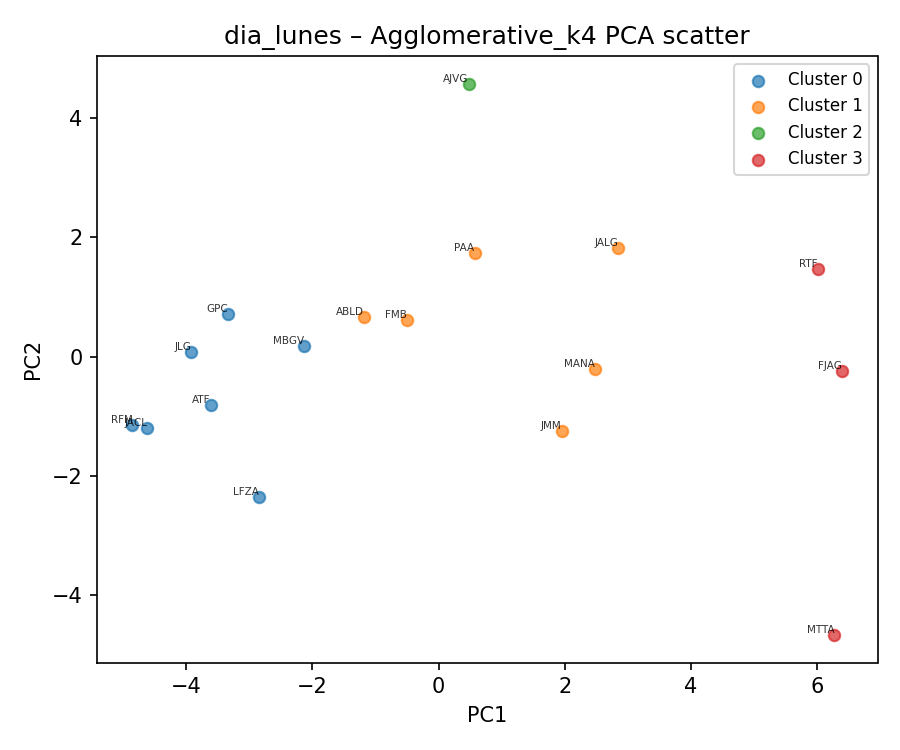 dia_lunes – Agglomerative_k4 PCA scatter
Cluster 0
Cluster 1
Cluster 2
Cluster 3
AJVG
PAA
JALG
RTF
GPC
ABLD
FMB
JLG
MBGV
MANA
FJAG
ATF
RFM
JACL
JMM
LFZA
MTTA
4
2
0
−2
−4
PC2
−4
−2
0
2
4
6
PC1